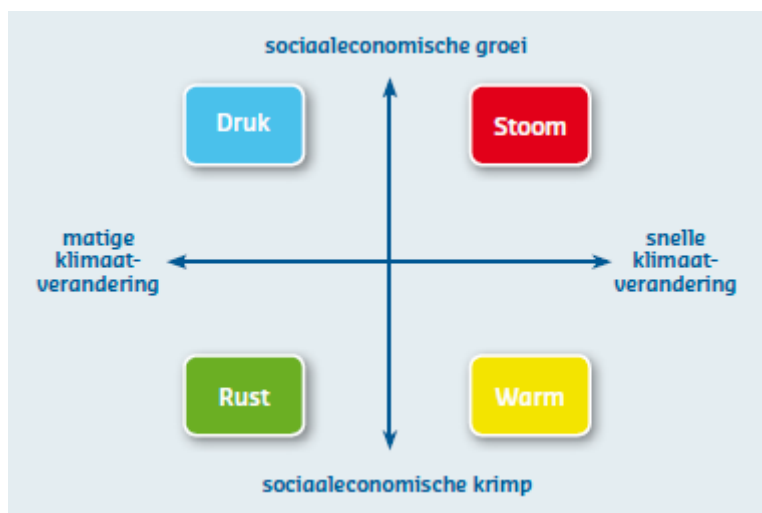 sociaaleconomische groei
Druk
Stoom
matige
klimaat-
verandering
snelle
klimaat-
verandering
Rust
Warm
sociaaleconomische krimp